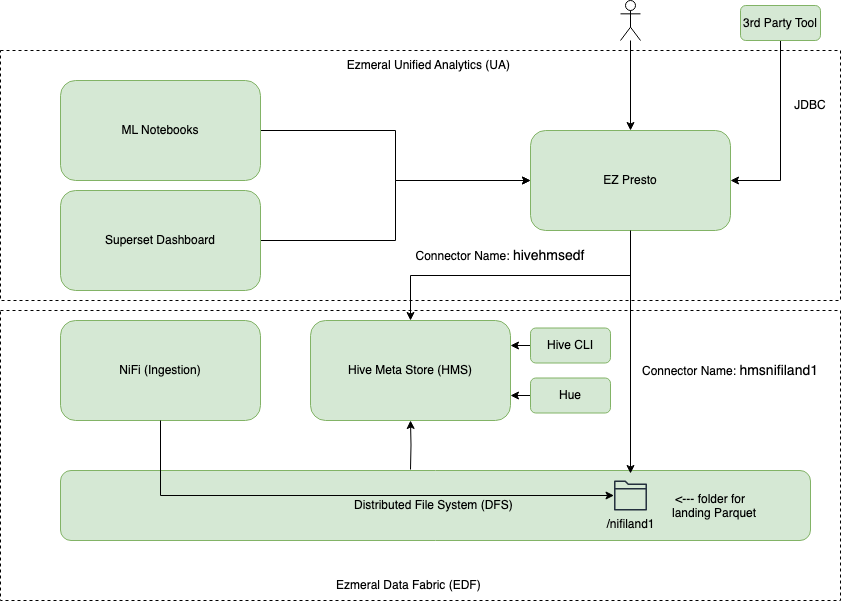 3rd Party Tool
Ezmeral Unified Analytics (UA)
JDBC
ML Notebooks
EZ Presto
Superset Dashboard
Connector Name: hivehmsedf
NiFi (Ingestion)
Hive Meta Store (HMS)
Hive CLI
Hue
Connector Name: hmsnifiland1
Distributed File System (DFS)
/nifiland1
<--- folder for
landing Parquet
Ezmeral Data Fabric (EDF)